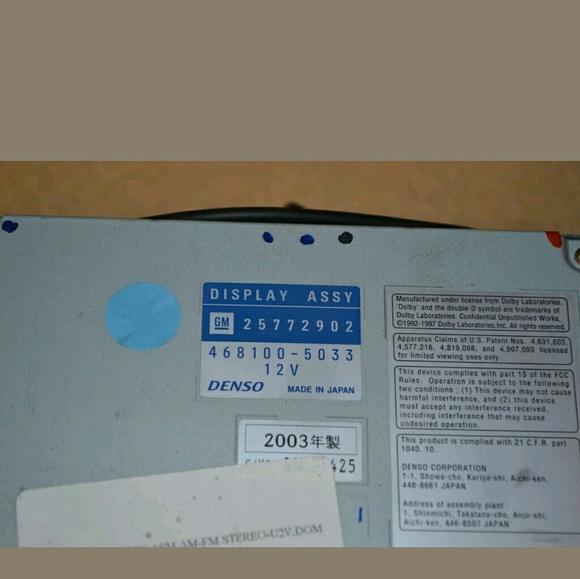 DISPLAY ASSY
GM 25772902
468100-5033
12V
DENSO MADE IN JAPAN
2003年製
425
AM-FM STEREO-U2V,DOM
Manufactured under license from Dolby Laboratories.
'Dolby' and the double-D symbol are trademarks of
Dolby Laboratories. Confidential Unpublished Works,
©1992-1997 Dolby Laboratories,Inc. All rights reserved.
Apparatus Claims of U.S. Patent Nos. 4,631,603,
4,577,216, 4,819,098, and 4,907,093 licensed
for limited viewing uses only.
This device complies with part 15 of the FCC
Rules. Operation is subject to the following
two conditions : (1) This device may not cause
harmful interference, and (2) this device
must accept any interference received,
including interference that may cause
undesired operation.
This product is complied with 21 C.F.R. part
1040. 10.
DENSO CORPORATION
1-1, Showa-cho, Kariya-shi, Aichi-ken,
448-8661 JAPAN
Address of assembly plant
1, Shinmichi, Takatana-cho, Anjo-shi,
Aichi-ken, 446-8507 JAPAN